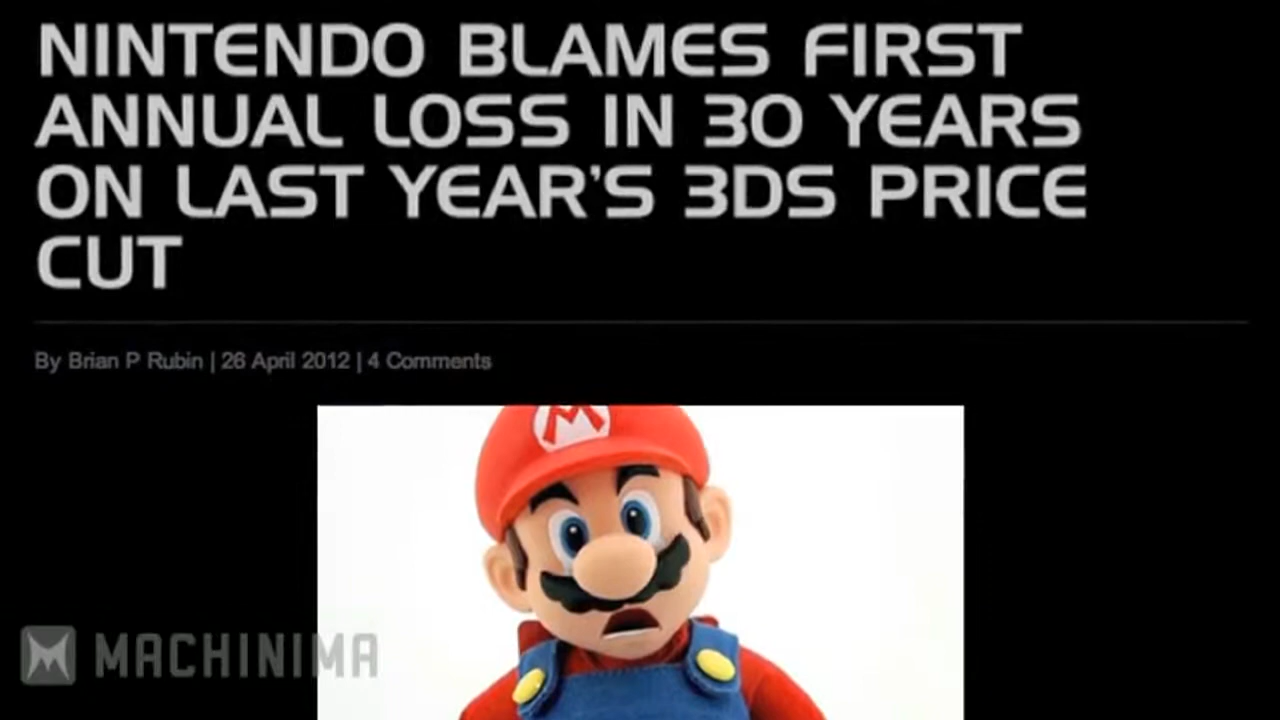 NINTENDO BLAMES FIRST
ANNUAL LOSS IN 30 YEARS
ON LAST YEAR'S 3DS PRICE
CUT
By Brian P Rubin | 26 April 2012 | 4 Comments
M
MACHINIMA